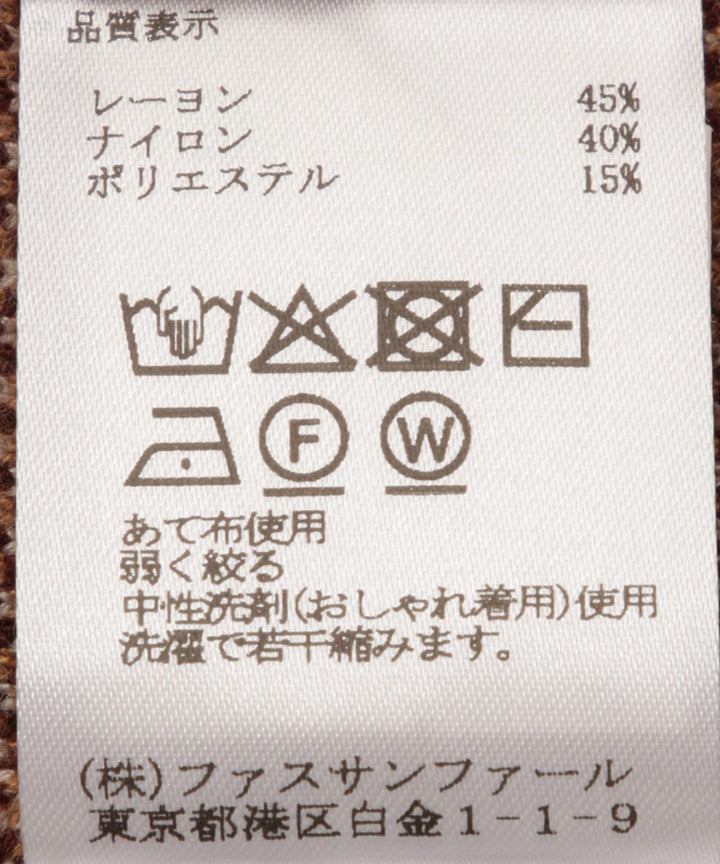 品質表示
レーヨン 45%
ナイロン 40%
ポリエステル 15%
F W
あて布使用
弱く絞る
中性洗剤(おしゃれ着用)使用
洗濯で若干縮みます。
(株)ファスサンファール
東京都港区白金1-1-9